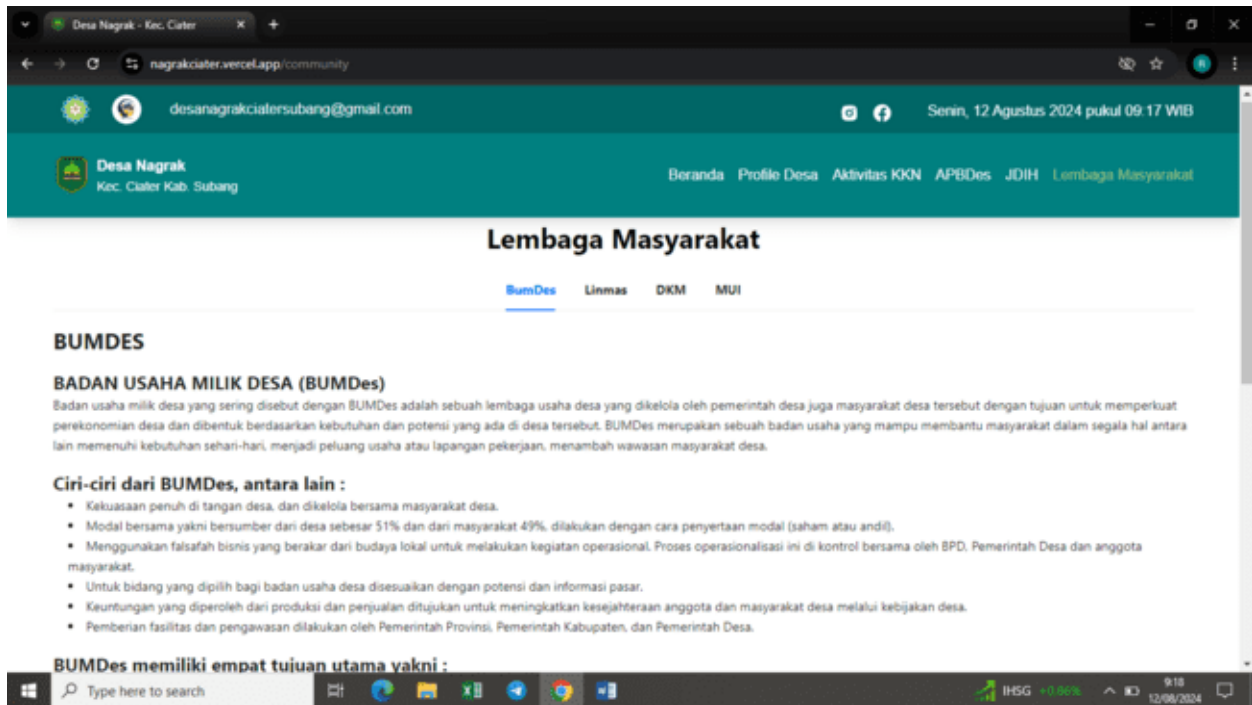 Desa Nagrak - Kec. Ciater
nagrakciater.vercel.app/community
desanagrakciatersubang@gmail.com
Senin, 12 Agustus 2024 pukul 09.17 WIB
Desa Nagrak
Kec. Ciater Kab. Subang
Beranda Profile Desa Aktivitas KKN APBDes JDIH Lembaga Masyarakat
Lembaga Masyarakat
BumDes Linmas DKM MUI
BUMDES
BADAN USAHA MILIK DESA (BUMDes)
Badan usaha milik desa yang sering disebut dengan BUMDes adalah sebuah lembaga usaha desa yang dikelola oleh pemerintah desa juga masyarakat desa tersebut dengan tujuan untuk memperkuat
perekonomian desa dan dibentuk berdasarkan kebutuhan dan potensi yang ada di desa tersebut. BUMDes merupakan sebuah badan usaha yang mampu membantu masyarakat dalam segala hal antara
lain memenuhi kebutuhan sehari-hari, menjadi peluang usaha atau lapangan pekerjaan, menambah wawasan masyarakat desa.
Ciri-ciri dari BUMDes, antara lain :
• Kekuasaan penuh di tangan desa, dan dikelola bersama masyarakat desa.
• Modal bersama yakni bersumber dari desa sebesar 51% dan dari masyarakat 49%, dilakukan dengan cara penyertaan modal (saham atau andil).
• Menggunakan falsafah bisnis yang berakar dari budaya lokal untuk melakukan kegiatan operasional. Proses operasionalisasi ini di kontrol bersama oleh BPD, Pemerintah Desa dan anggota
masyarakat.
• Untuk bidang yang dipilih bagi badan usaha desa disesuaikan dengan potensi dan informasi pasar.
• Keuntungan yang diperoleh dari produksi dan penjualan ditujukan untuk meningkatkan kesejahteraan anggota dan masyarakat desa melalui kebijakan desa.
• Pemberian fasilitas dan pengawasan dilakukan oleh Pemerintah Provinsi, Pemerintah Kabupaten, dan Pemerintah Desa.
BUMDes memiliki empat tujuan utama yakni :
Type here to search
IHSG +0.86%
9:18
12/08/2024